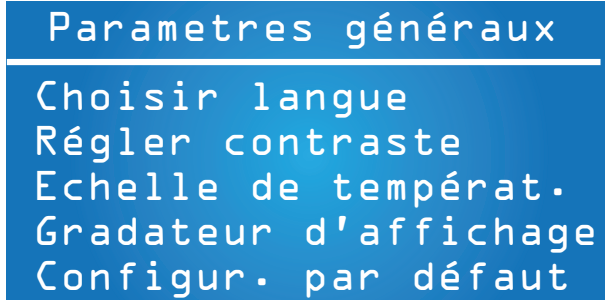 Parametres généraux
Choisir langue
Régler contraste
Echelle de températ.
Gradateur d'affichage
Configur. par défaut